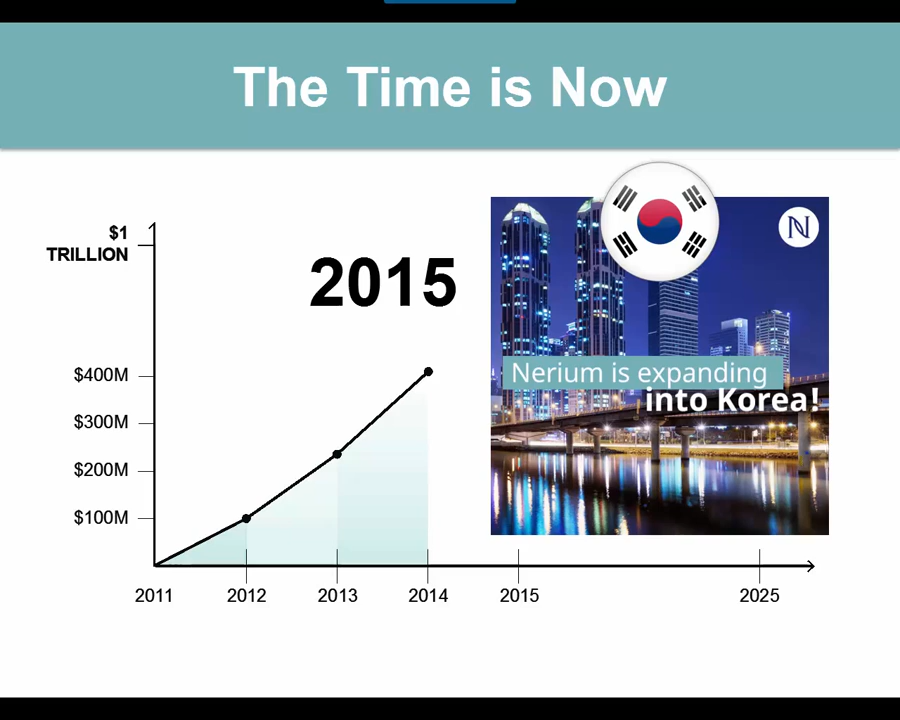 The Time is Now
$1
TRILLION
2015
$400M
$300M
$200M
$100M
2011 2012 2013 2014 2015 2025
N
Nerium is expanding
into Korea!